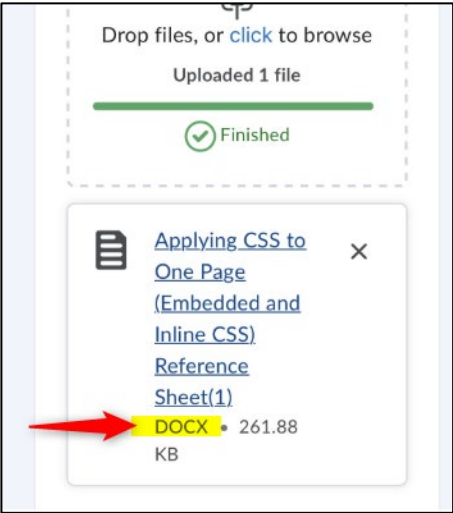 Drop files, or click to browse
Uploaded 1 file
Finished
Applying CSS to
One Page
(Embedded and
Inline CSS)
Reference
Sheet(1)
DOCX • 261.88
KB